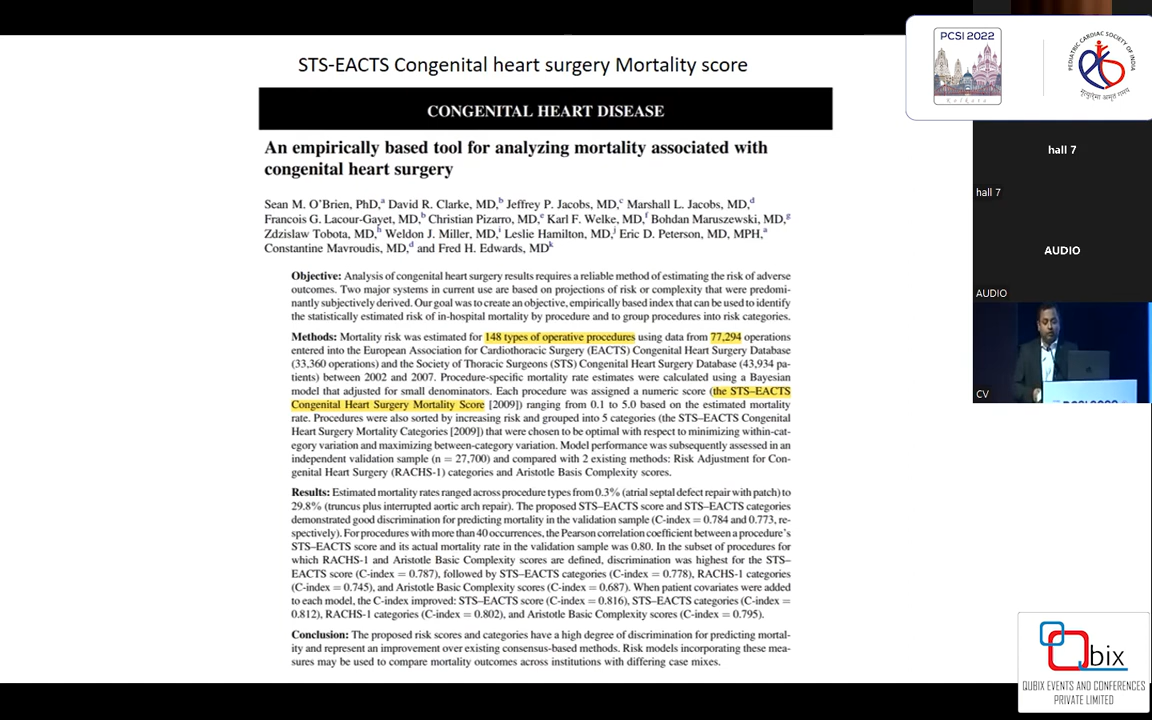 STS-EACTS Congenital heart surgery Mortality score
CONGENITAL HEART DISEASE
An empirically based tool for analyzing mortality associated with
congenital heart surgery
Sean M. O'Brien, PhD,a David R. Clarke, MD,b Jeffrey P. Jacobs, MD,c Marshall L. Jacobs, MD,d
Francois G. Lacour-Gayet, MD,b Christian Pizarro, MD,e Karl F. Welke, MD,f Bohdan Maruszewski, MD,g
Zdzislaw Tobota, MD,h Weldon J. Miller, MD,i Leslie Hamilton, MD,j Eric D. Peterson, MD, MPH,a
Constantine Mavroudis, MD,d and Fred H. Edwards, MDk
Objective: Analysis of congenital heart surgery results requires a reliable method of estimating the risk of adverse
outcomes. Two major systems in current use are based on projections of risk or complexity that were predomi-
nantly subjectively derived. Our goal was to create an objective, empirically based index that can be used to identify
the statistically estimated risk of in-hospital mortality by procedure and to group procedures into risk categories.
Methods: Mortality risk was estimated for 148 types of operative procedures using data from 77,294 operations
entered into the European Association for Cardiothoracic Surgery (EACTS) Congenital Heart Surgery Database
(33,360 operations) and the Society of Thoracic Surgeons (STS) Congenital Heart Surgery Database (43,934 pa-
tients) between 2002 and 2007. Procedure-specific mortality rate estimates were calculated using a Bayesian
model that adjusted for small denominators. Each procedure was assigned a numeric score (the STS–EACTS
Congenital Heart Surgery Mortality Score [2009]) ranging from 0.1 to 5.0 based on the estimated mortality
rate. Procedures were also sorted by increasing risk and grouped into 5 categories (the STS–EACTS Congenital
Heart Surgery Mortality Categories [2009]) that were chosen to be optimal with respect to minimizing within-cat-
egory variation and maximizing between-category variation. Model performance was subsequently assessed in an
independent validation sample (n = 27,700) and compared with 2 existing methods: Risk Adjustment for Con-
genital Heart Surgery (RACHS-1) categories and Aristotle Basis Complexity scores.
Results: Estimated mortality rates ranged across procedure types from 0.3% (atrial septal defect repair with patch) to
29.8% (truncus plus interrupted aortic arch repair). The proposed STS–EACTS score and STS–EACTS categories
demonstrated good discrimination for predicting mortality in the validation sample (C-index = 0.784 and 0.773, re-
spectively). For procedures with more than 40 occurrences, the Pearson correlation coefficient between a procedure's
STS–EACTS score and its actual mortality rate in the validation sample was 0.80. In the subset of procedures for
which RACHS-1 and Aristotle Basic Complexity scores are defined, discrimination was highest for the STS–
EACTS score (C-index = 0.787), followed by STS–EACTS categories (C-index = 0.778), RACHS-1 categories
(C-index = 0.745), and Aristotle Basic Complexity scores (C-index = 0.687). When patient covariates were added
to each model, the C-index improved: STS–EACTS score (C-index = 0.816), STS–EACTS categories (C-index =
0.812), RACHS-1 categories (C-index = 0.802), and Aristotle Basic Complexity scores (C-index = 0.795).
Conclusion: The proposed risk scores and categories have a high degree of discrimination for predicting mortal-
ity and represent an improvement over existing consensus-based methods. Risk models incorporating these mea-
sures may be used to compare mortality outcomes across institutions with differing case mixes.
PCSI 2022
Kolkata
PEDIATRIC CARDIAC SOCIETY OF INDIA
hall 7
hall 7
AUDIO
AUDIO
CV
PCSI 2022
Qbix
QUBIX EVENTS AND CONFERENCES
PRIVATE LIMITED